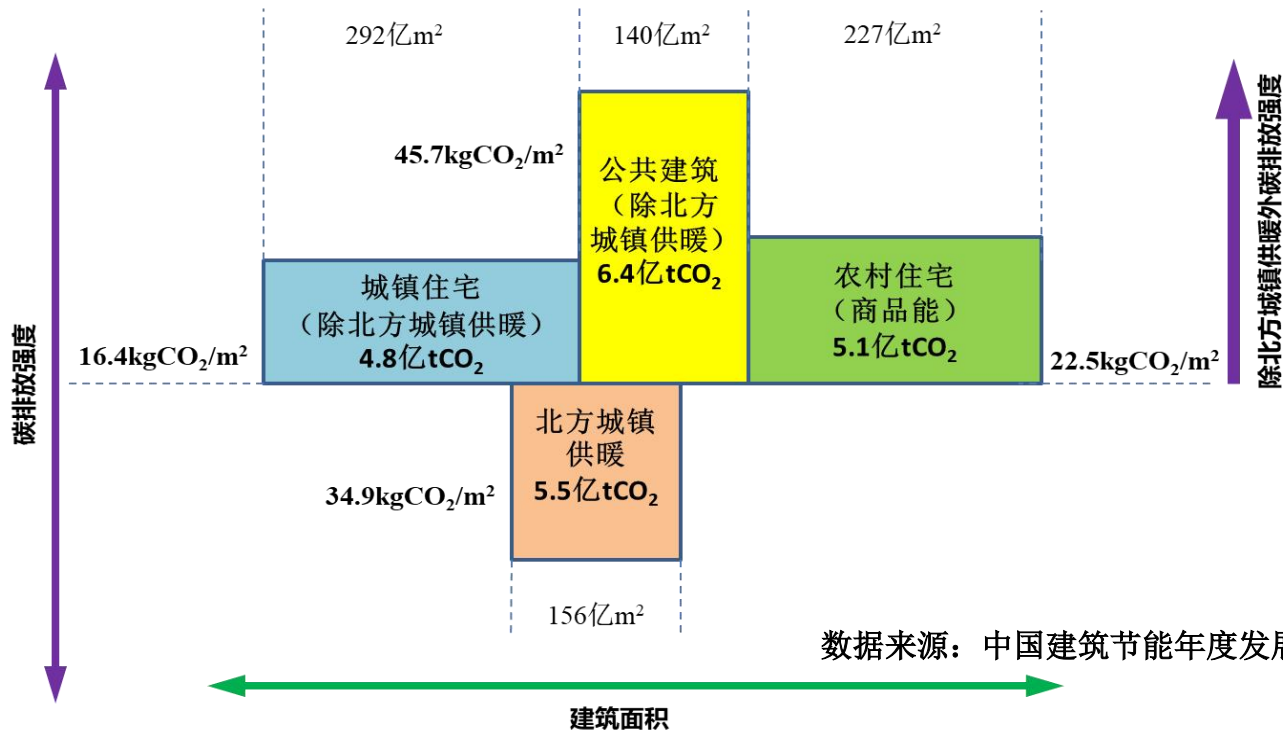 292亿m²
140亿m²
227亿m²
碳排放强度
除北方城镇供暖外碳排放强度
45.7kgCO₂/m²
公共建筑
（除北方
城镇供暖）
6.4亿tCO₂
城镇住宅
（除北方城镇供暖）
4.8亿tCO₂
农村住宅
（商品能）
5.1亿tCO₂
16.4kgCO₂/m²
22.5kgCO₂/m²
北方城镇
供暖
5.5亿tCO₂
34.9kgCO₂/m²
156亿m²
数据来源：中国建筑节能年度发展
建筑面积